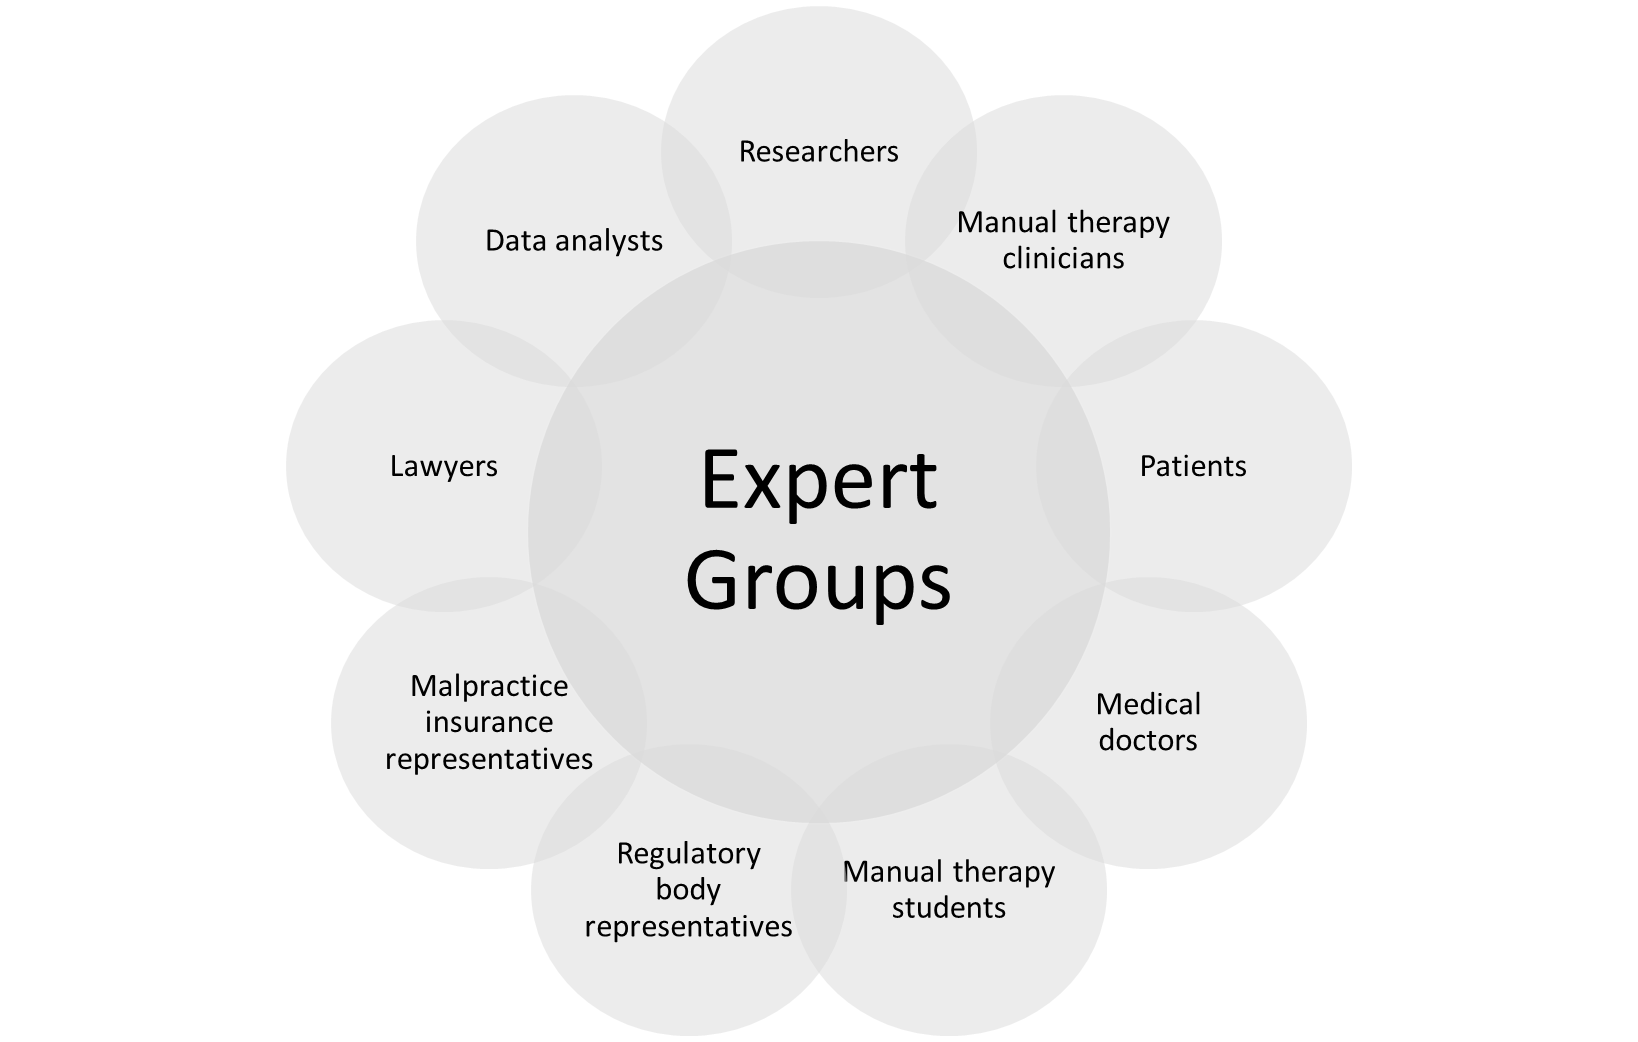 Researchers
Manual therapy
clinicians
Patients
Medical
doctors
Manual therapy
students
Regulatory
body
representatives
Malpractice
insurance
representatives
Lawyers
Data analysts
Expert
Groups